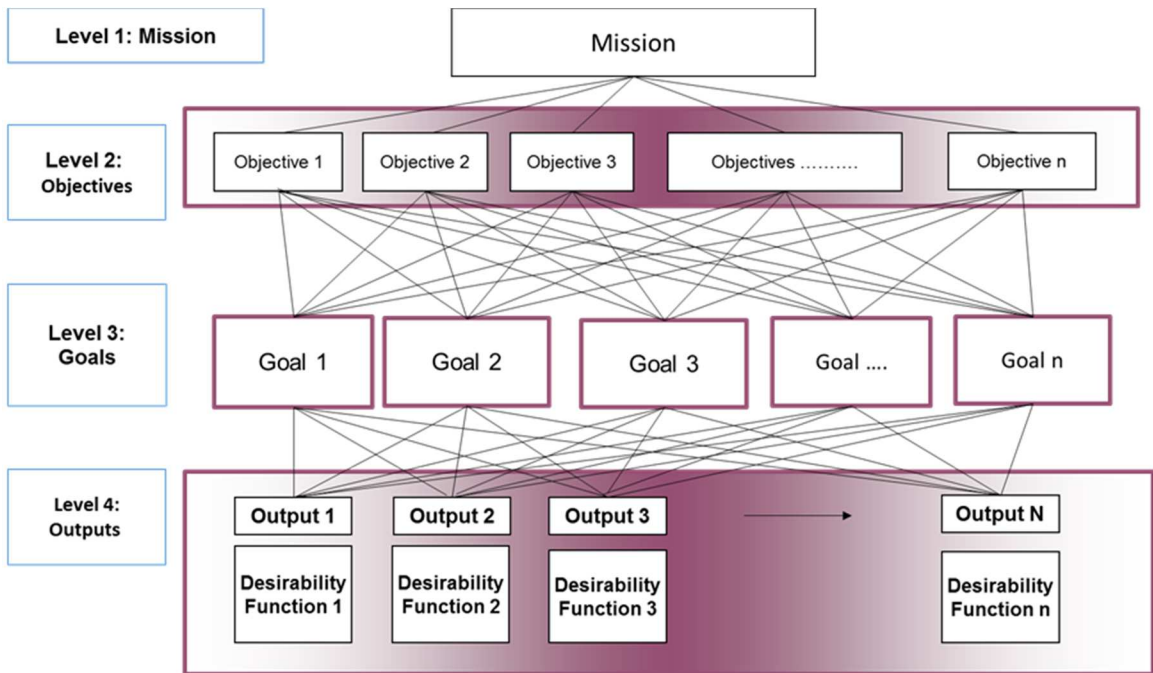 Level 1: Mission
Mission
Level 2:
Objectives
Objective 1
Objective 2
Objective 3
Objectives ……….
Objective n
Level 3:
Goals
Goal 1
Goal 2
Goal 3
Goal ....
Goal n
Level 4:
Outputs
Output 1
Output 2
Output 3
Output N
Desirability
Function 1
Desirability
Function 2
Desirability
Function 3
Desirability
Function n